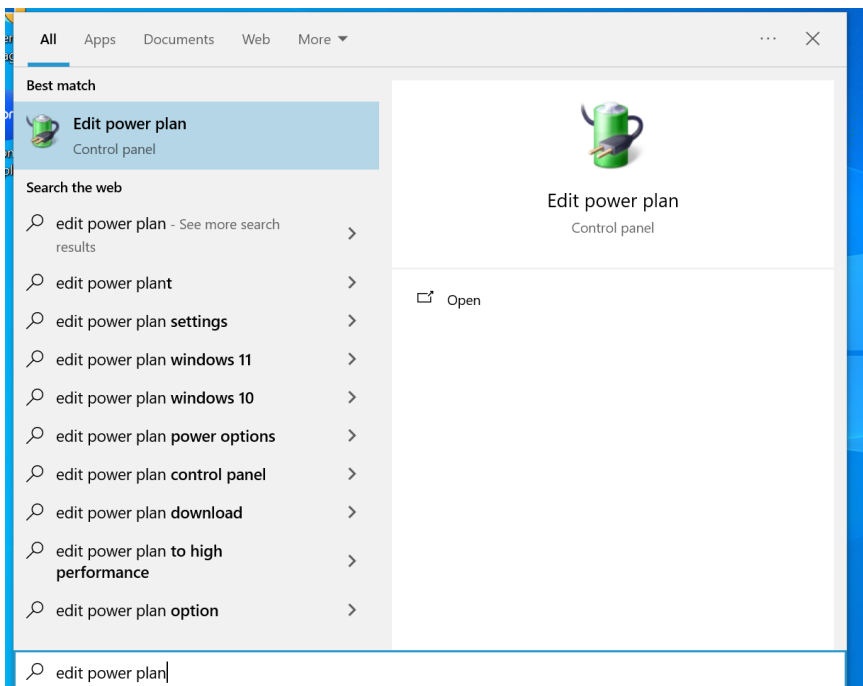 All Apps Documents Web More
Best match
Edit power plan
Control panel
Search the web
edit power plan - See more search
results
edit power plant
edit power plan settings
edit power plan windows 11
edit power plan windows 10
edit power plan power options
edit power plan control panel
edit power plan download
edit power plan to high
performance
edit power plan option
edit power plan
Edit power plan
Control panel
Open